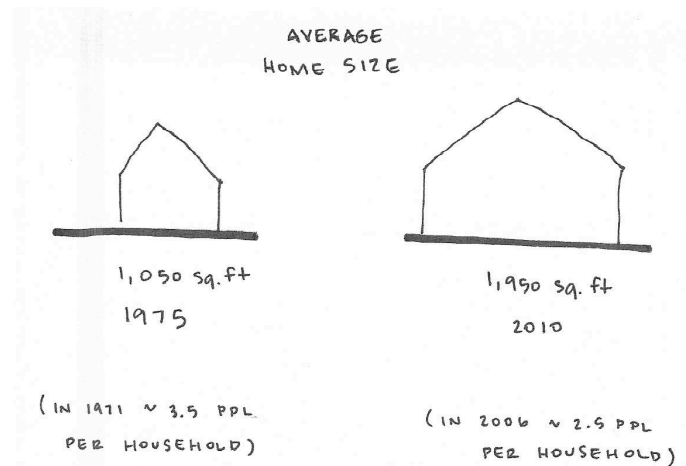 AVERAGE
HOME SIZE
1,050 sq.ft
1975
(IN 1971 ~ 3.5 PPL
PER HOUSEHOLD)
1,950 sq. ft
2010
(IN 2006 ~ 2.5 PPL
PER HOUSEHOLD)